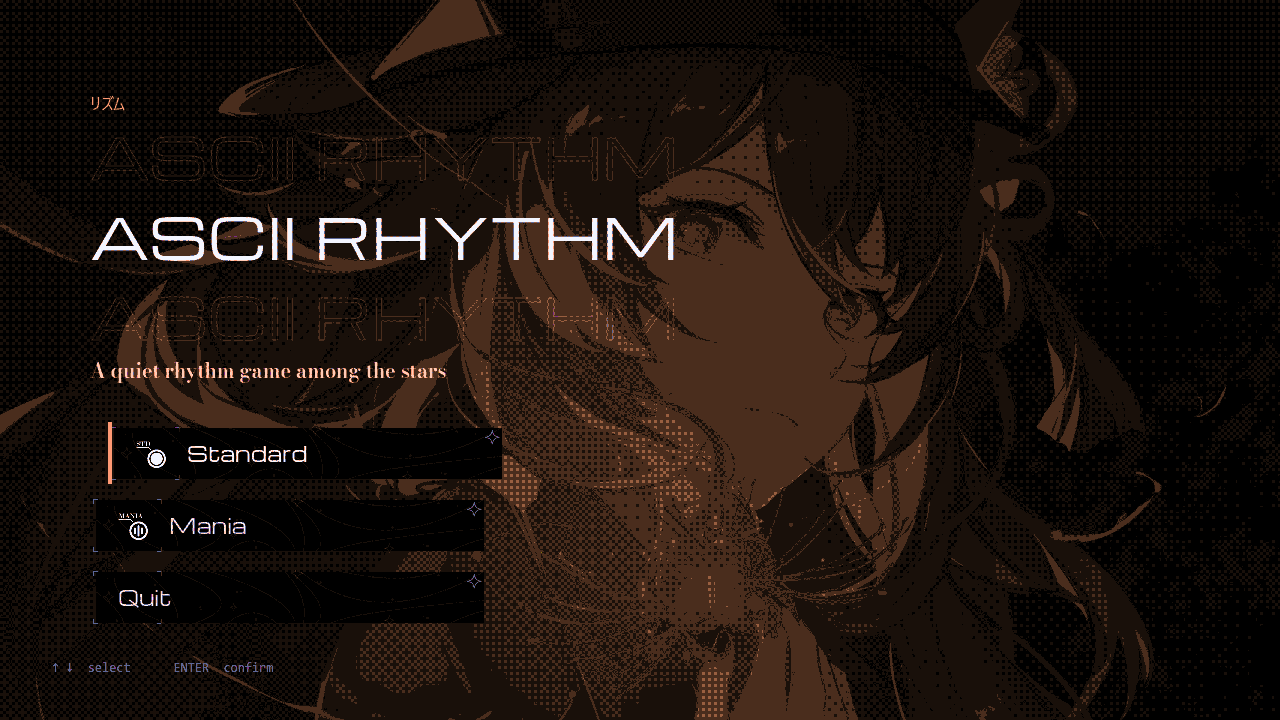 リズム
ASCII RHYTHM
ASCII RHYTHM
ASCII RHYTHM
A quiet rhythm game among the stars
STD
Standard
MANIA
Mania
Quit
↑ ↓ select ENTER confirm